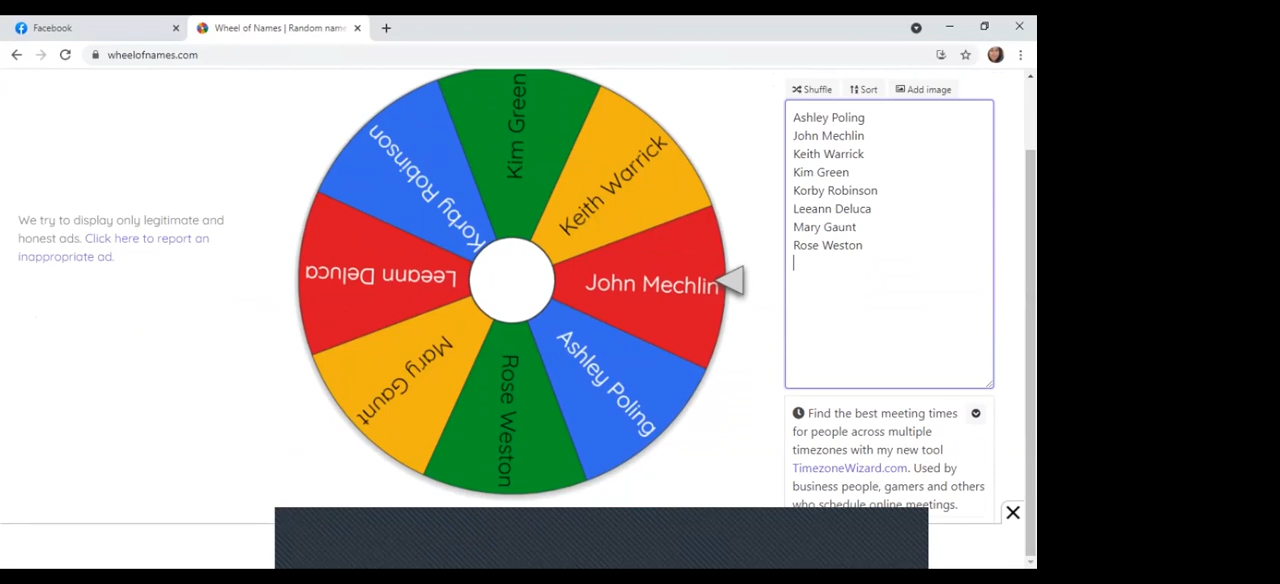 Facebook
Wheel of Names | Random name
wheelofnames.com
Shuffle
Sort
Add image
We try to display only legitimate and
honest ads. Click here to report an
inappropriate ad.
Kim Green
Keith Warrick
John Mechlin
Ashley Poling
Rose Weston
Mary Gaunt
Leeann Deluca
Korby Robinson
Ashley Poling
John Mechlin
Keith Warrick
Kim Green
Korby Robinson
Leeann Deluca
Mary Gaunt
Rose Weston
Find the best meeting times
for people across multiple
timezones with my new tool
TimezoneWizard.com. Used by
business people, gamers and others
who schedule online meetings.